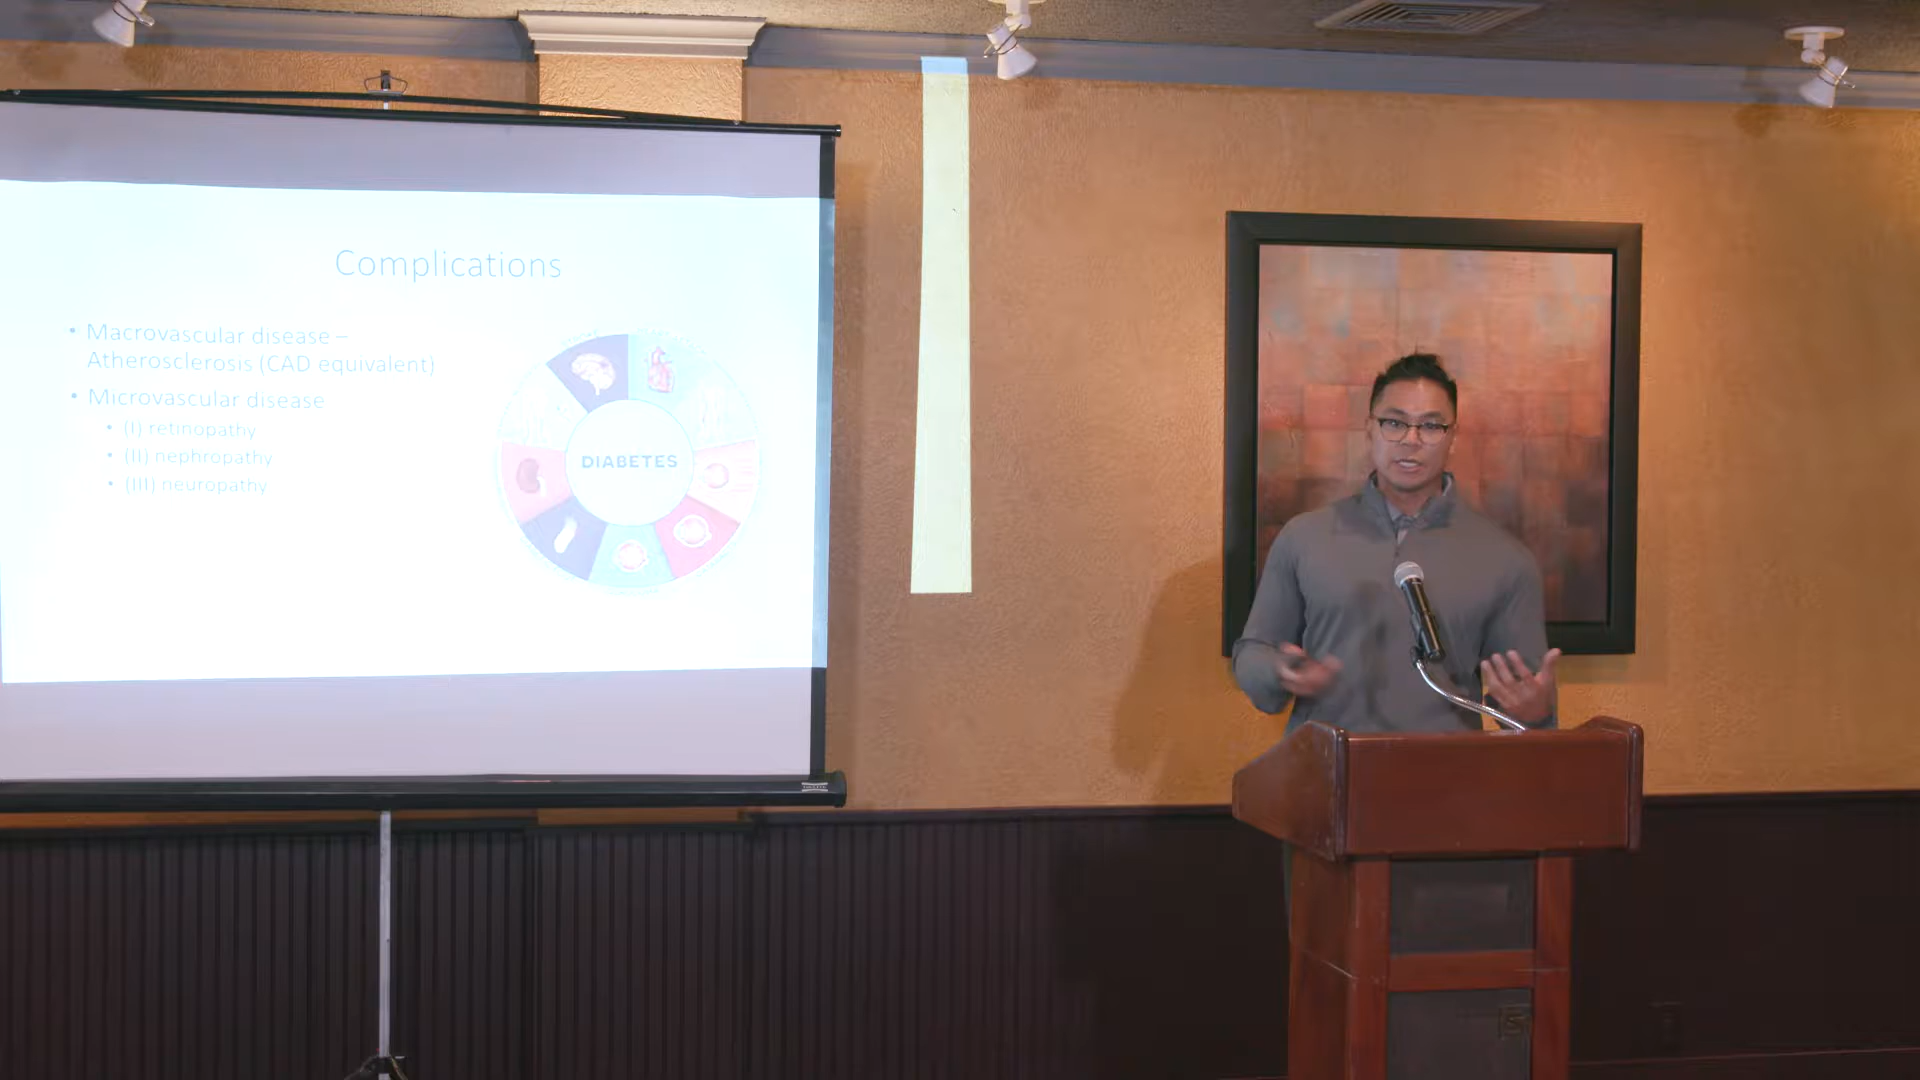 Complications
• Macrovascular disease –
Atherosclerosis (CAD equivalent)
• Microvascular disease
• (I) retinopathy
• (II) nephropathy
• (III) neuropathy
DIABETES